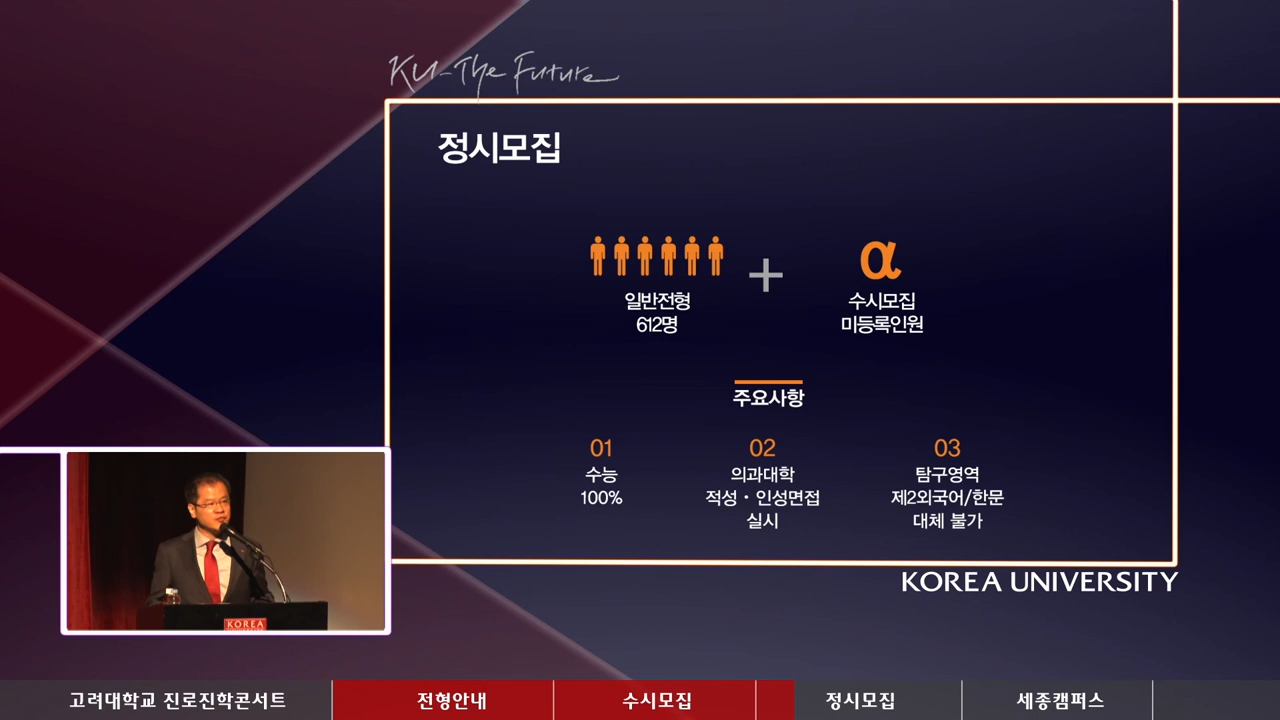 KU-The Future
정시모집
α
일반전형
612명
+
수시모집
미등록인원
주요사항
01
수능
100%
02
의과대학
적성・인성면접
실시
03
탐구영역
제2외국어/한문
대체 불가
KOREA
KOREA UNIVERSITY
고려대학교 진로진학콘서트
전형안내
수시모집
정시모집
세종캠퍼스